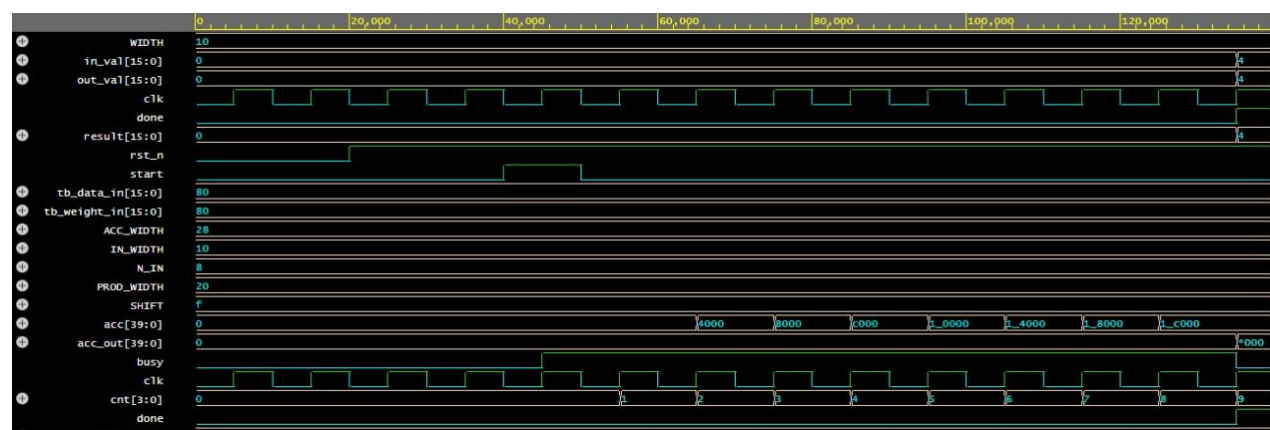 0 20,000 40,000 60,000 80,000 100,000 120,000
WIDTH 10
in_val[15:0] 0 4
out_val[15:0] 0 4
clk
done
result[15:0] 0 4
rst_n
start
tb_data_in[15:0] 80
tb_weight_in[15:0] 80
ACC_WIDTH 28
IN_WIDTH 10
N_IN 8
PROD_WIDTH 20
SHIFT f
acc[39:0] 0 4000 8000 C000 1_0000 1_4000 1_8000 1_C000
acc_out[39:0] 0 *000
busy
clk
cnt[3:0] 0 1 2 3 4 5 6 7 8 9
done